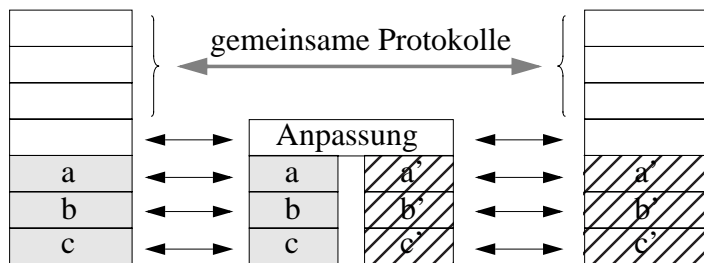 gemeinsame Protokolle
Anpassung
a a a’ a’
b b b’ b’
c c c’ c’